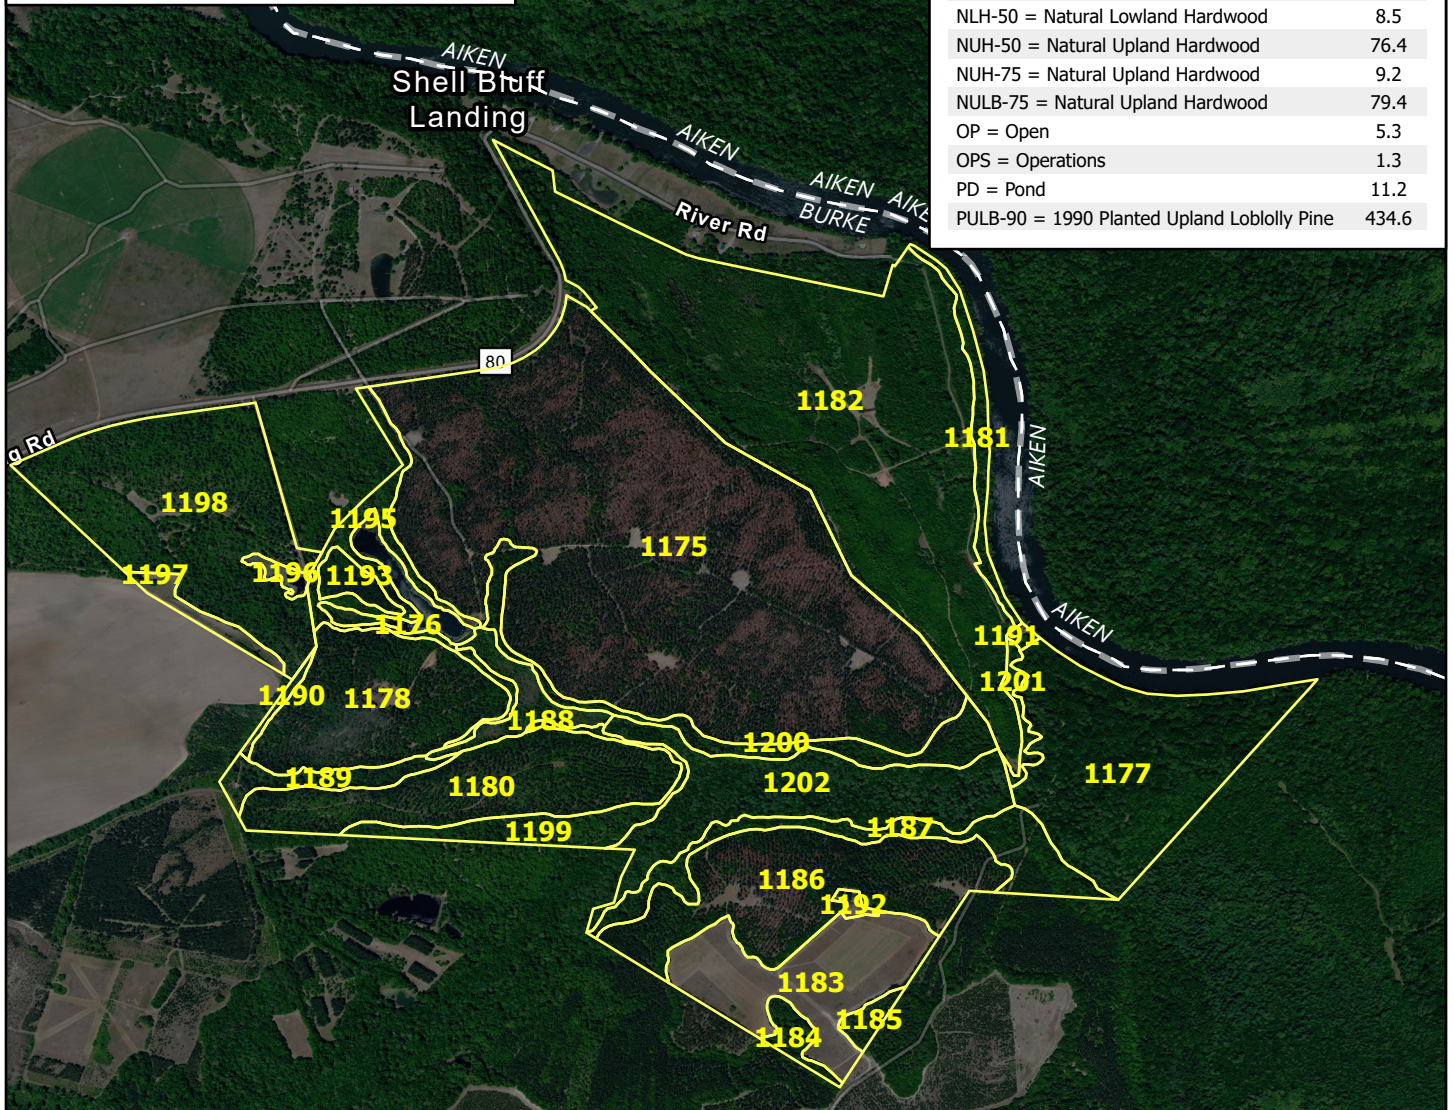 NLH-50 = Natural Lowland Hardwood 8.5
NUH-50 = Natural Upland Hardwood 76.4
NUH-75 = Natural Upland Hardwood 9.2
NULB-75 = Natural Upland Hardwood 79.4
OP = Open 5.3
OPS = Operations 1.3
PD = Pond 11.2
PULB-90 = 1990 Planted Upland Loblolly Pine 434.6
AIKEN
Shell Bluff
Landing
AIKEN
AIKEN
AIKE
BURKE
River Rd
80
g Rd
1182
1181
AIKEN
1198
1195
1175
1197
1196
1193
1176
AIKEN
1191
1201
1190
1178
1188
1200
1189
1180
1202
1177
1199
1187
1186
1192
1183
1185
1184